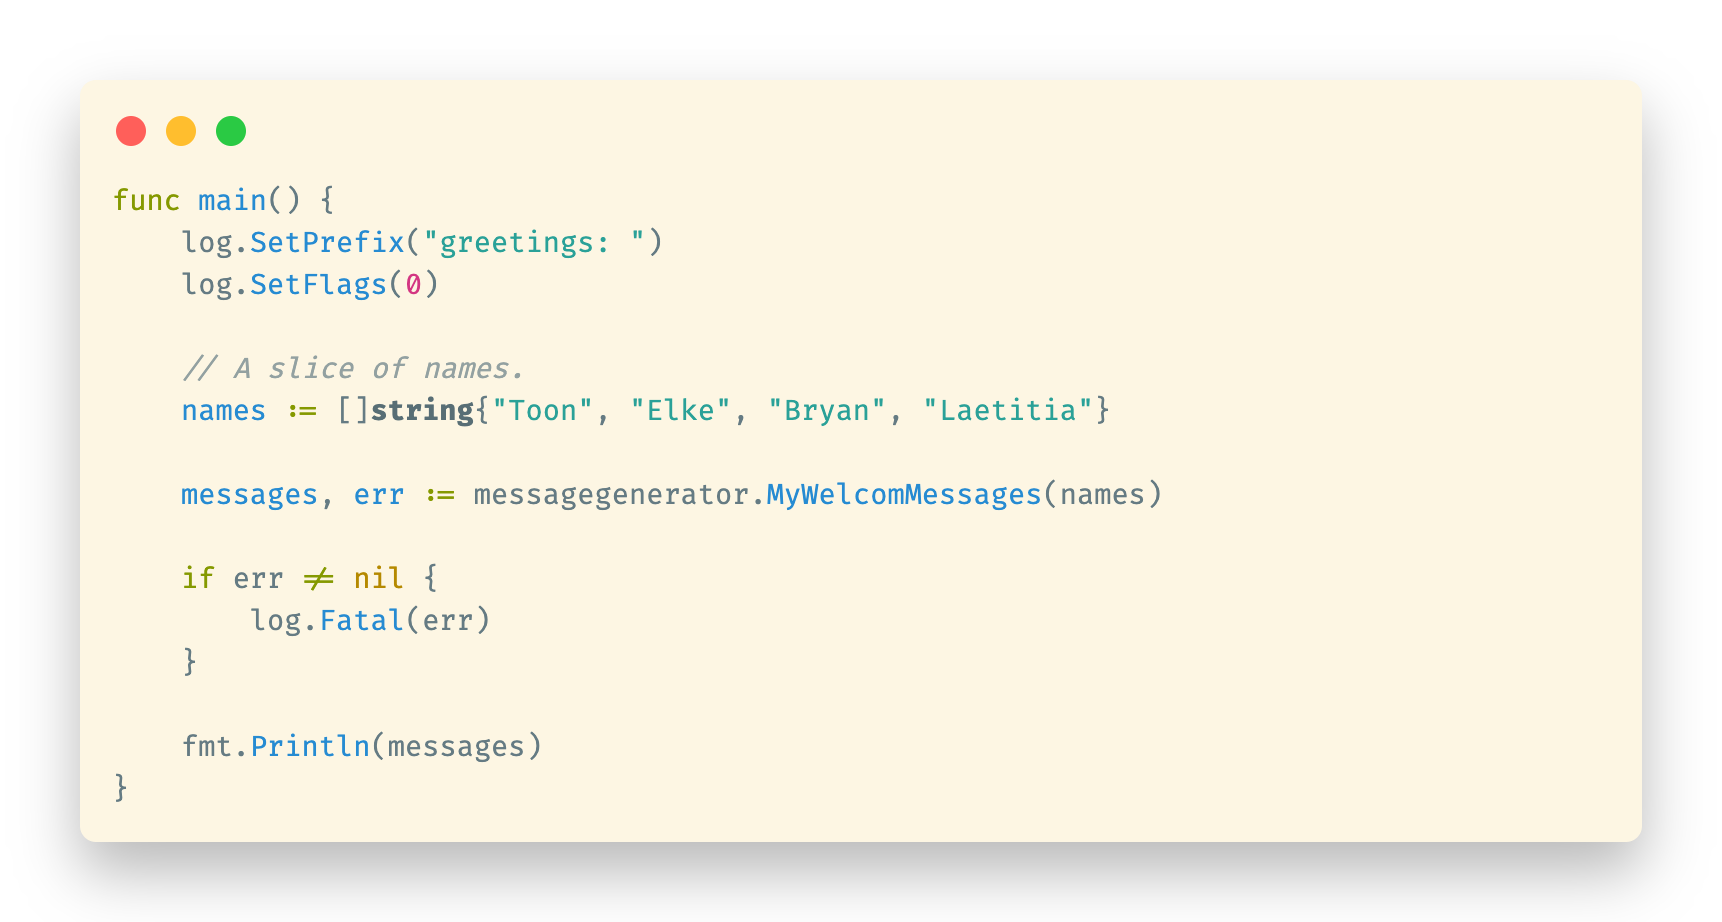 func main() {
    log.SetPrefix("greetings: ")
    log.SetFlags(0)

    // A slice of names.
    names := []string{"Toon", "Elke", "Bryan", "Laetitia"}

    messages, err := messagegenerator.MyWelcomMessages(names)

    if err != nil {
        log.Fatal(err)
    }

    fmt.Println(messages)
}